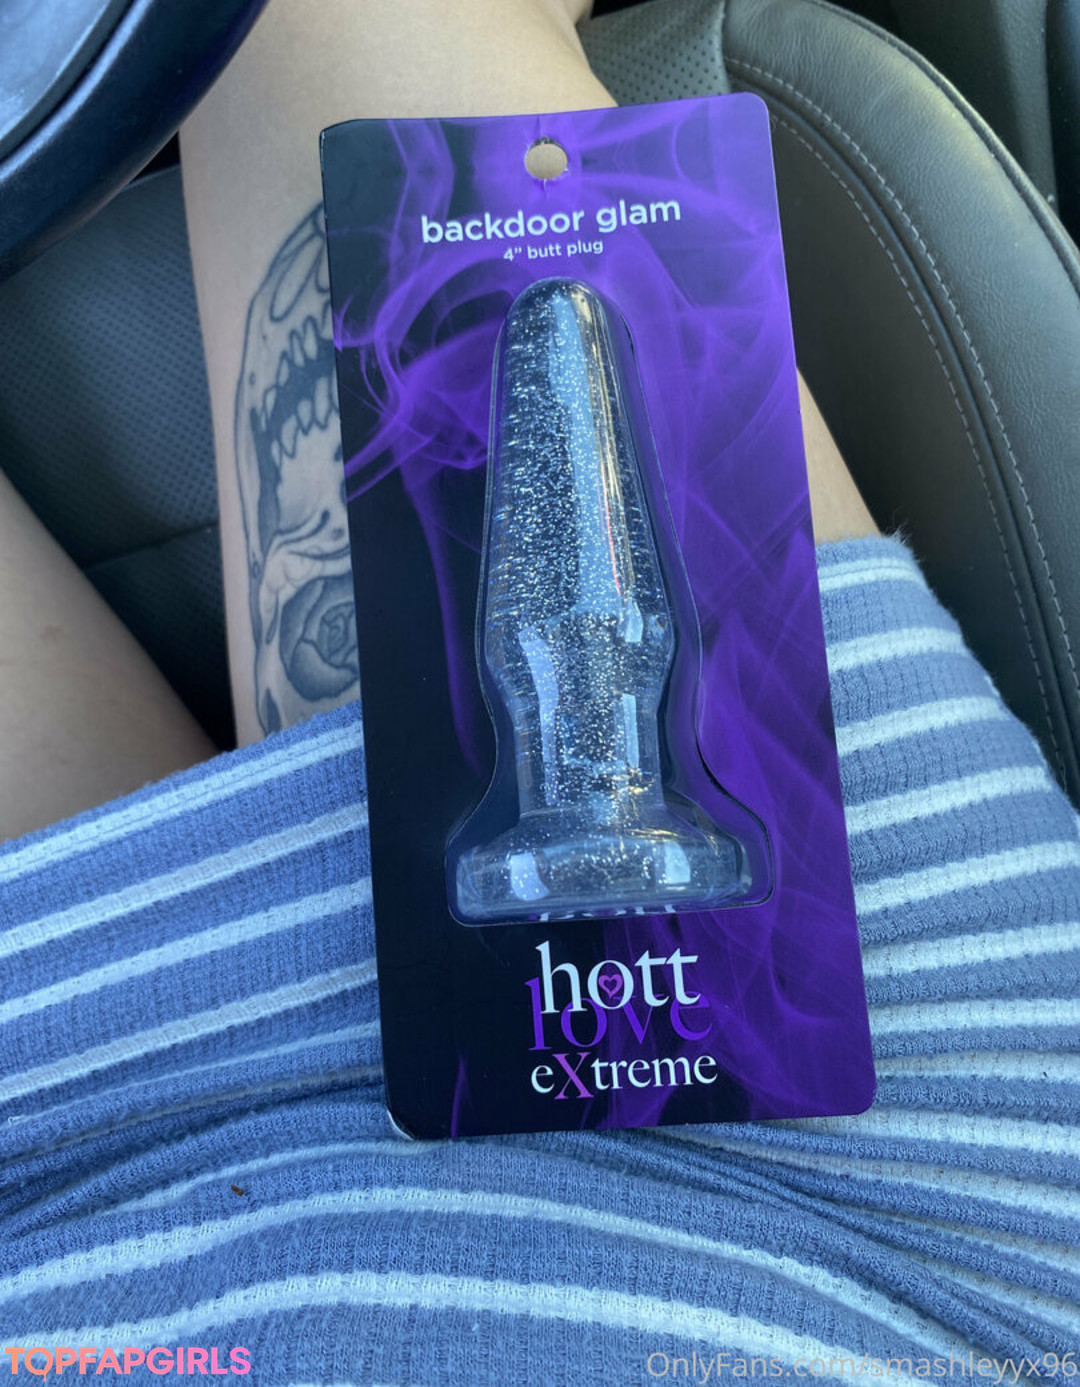 backdoor glam
4" butt plug
hott
love
eXtreme
TOPFAPGIRLS
OnlyFans.com/smashleyyx96